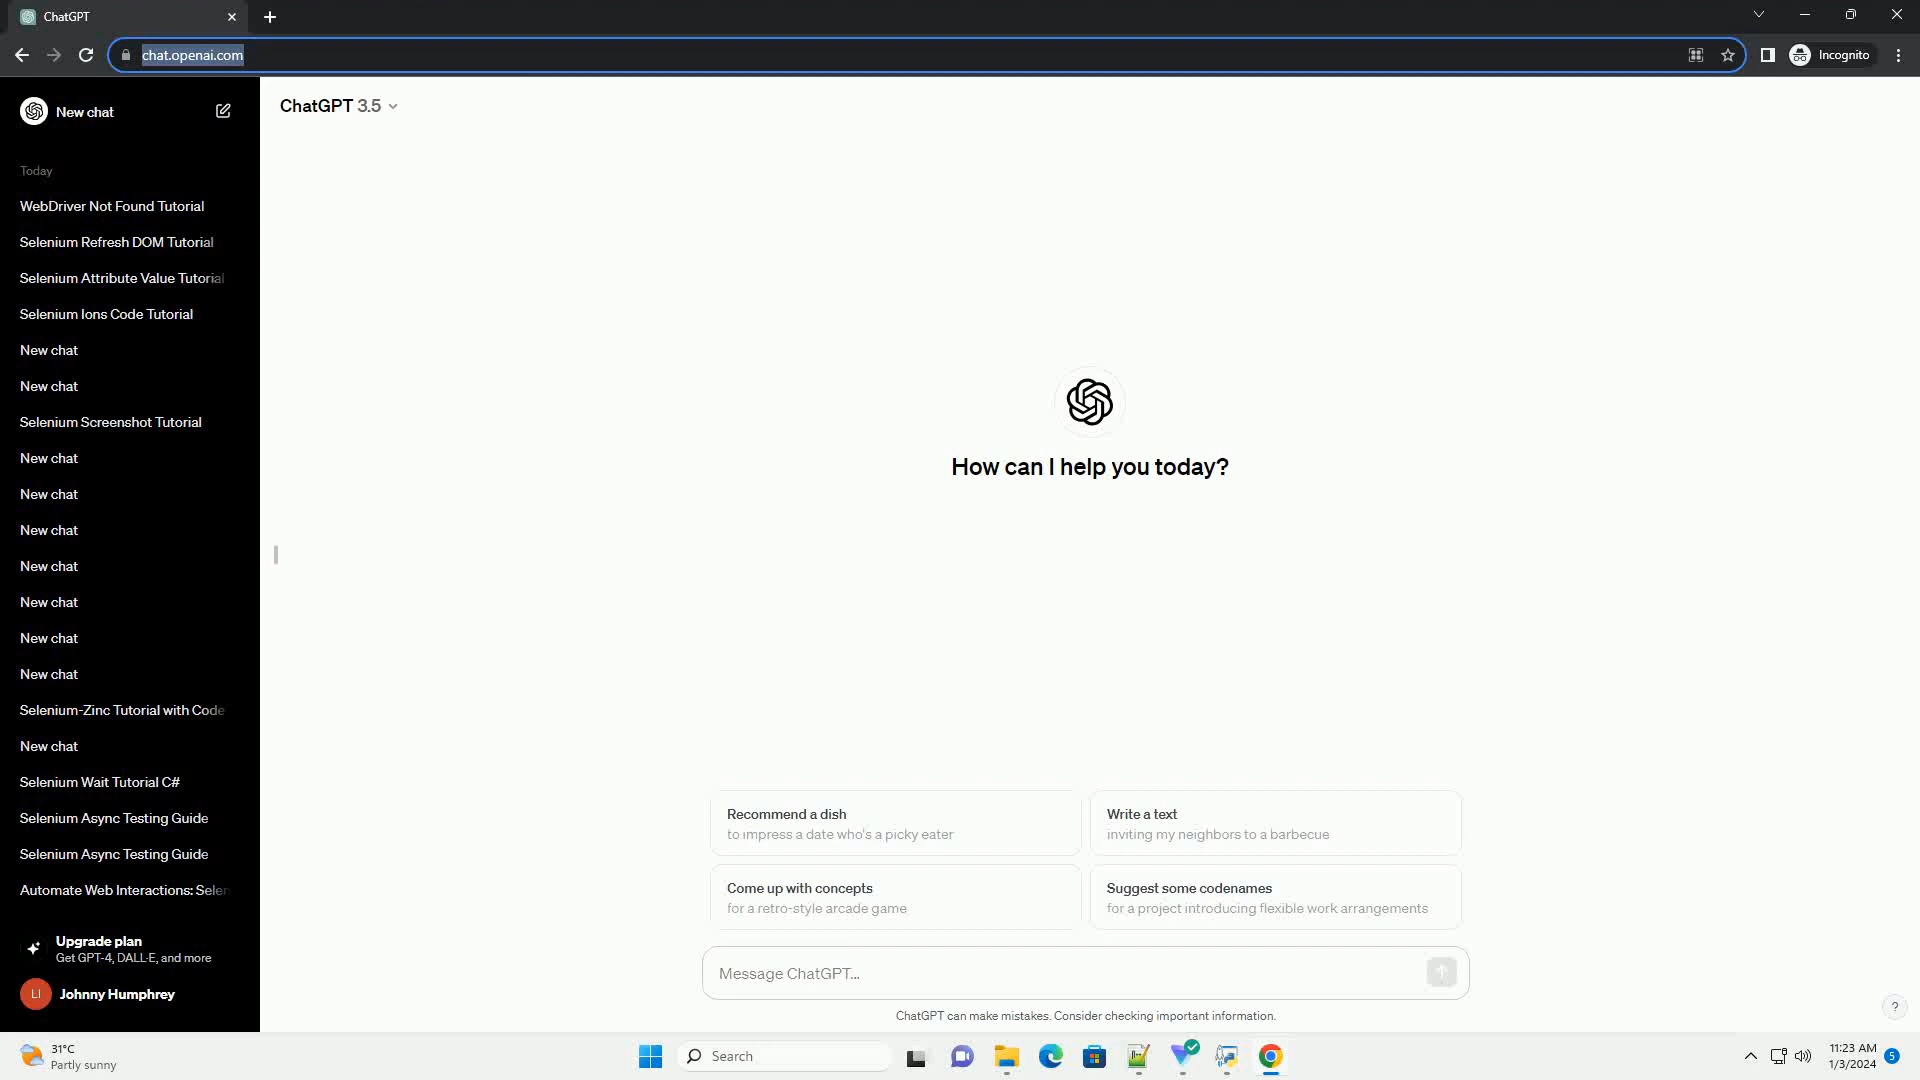 ChatGPT
chat.openai.com
Incognito
New chat
ChatGPT 3.5
Today
WebDriver Not Found Tutorial
Selenium Refresh DOM Tutorial
Selenium Attribute Value Tutorial
Selenium Ions Code Tutorial
New chat
New chat
Selenium Screenshot Tutorial
New chat
New chat
New chat
New chat
New chat
New chat
New chat
Selenium-Zinc Tutorial with Code
New chat
Selenium Wait Tutorial C#
Selenium Async Testing Guide
Selenium Async Testing Guide
Automate Web Interactions: Selen
Upgrade plan
Get GPT-4, DALL·E, and more
LI
Johnny Humphrey
How can I help you today?
Recommend a dish
to impress a date who's a picky eater
Write a text
inviting my neighbors to a barbecue
Come up with concepts
for a retro-style arcade game
Suggest some codenames
for a project introducing flexible work arrangements
Message ChatGPT...
ChatGPT can make mistakes. Consider checking important information.
?
31°C
Partly sunny
Search
11:23 AM
1/3/2024
5